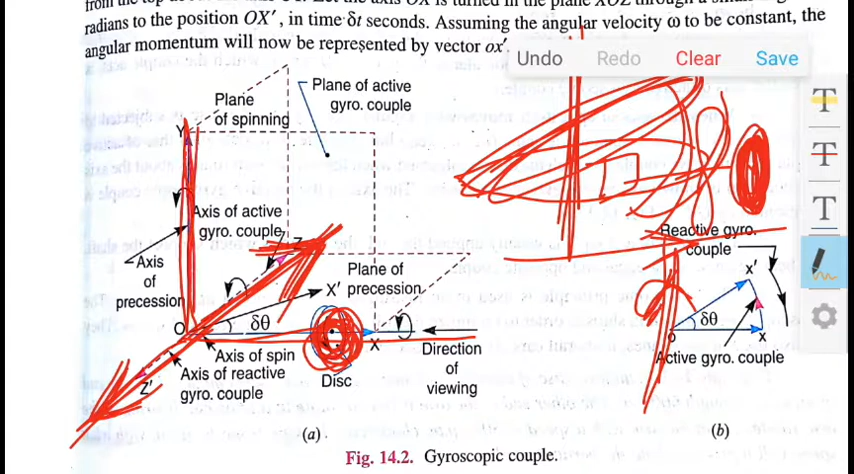 from the top
radians to the position OX′, in time δt seconds. Assuming the angular velocity ω to be constant, the
angular momentum will now be represented by vector ox′.
Undo Redo Clear Save
Plane
of spinning
Plane of active
gyro. couple
Y
Axis of active
gyro. couple
Z
Axis
of
precession
Plane of
precession
X′
O
δθ
X
Axis of spin
Axis of reactive
gyro. couple
Z′
Disc
Direction
of
viewing
(a)
Reactive gyro.
couple
x′
δθ
o
x
Active gyro. couple
(b)
T
T
T
Fig. 14.2. Gyroscopic couple.